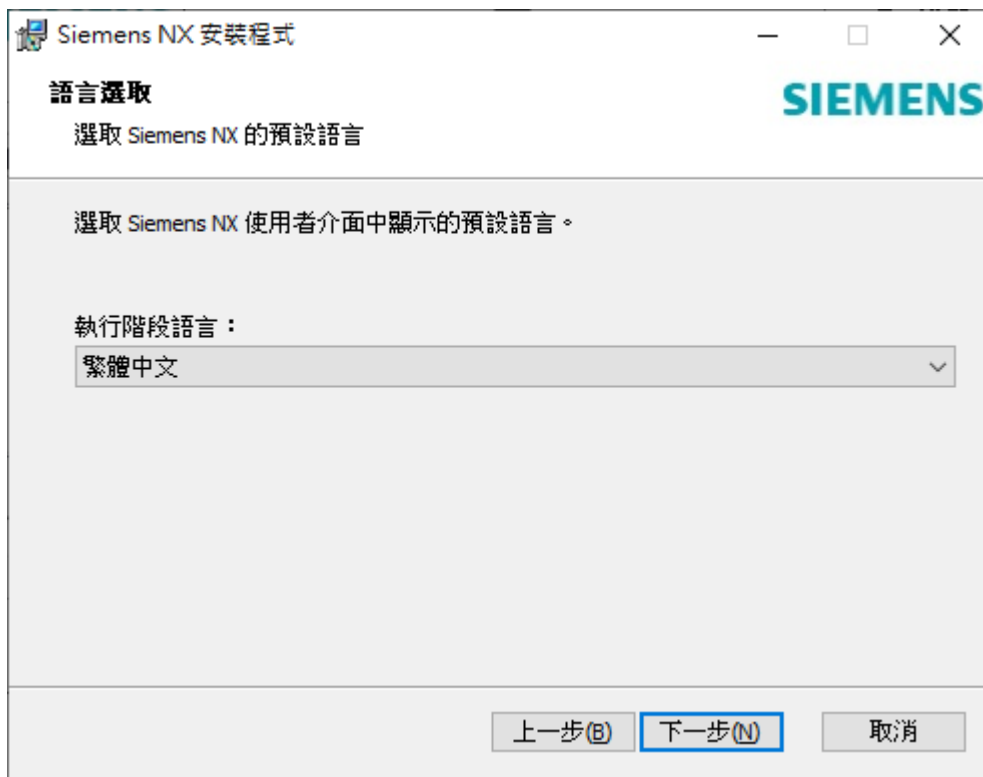 Siemens NX 安裝程式
語言選取
SIEMENS
選取 Siemens NX 的預設語言
選取 Siemens NX 使用者介面中顯示的預設語言。
執行階段語言：
繁體中文
上一步(B) 下一步(N) 取消